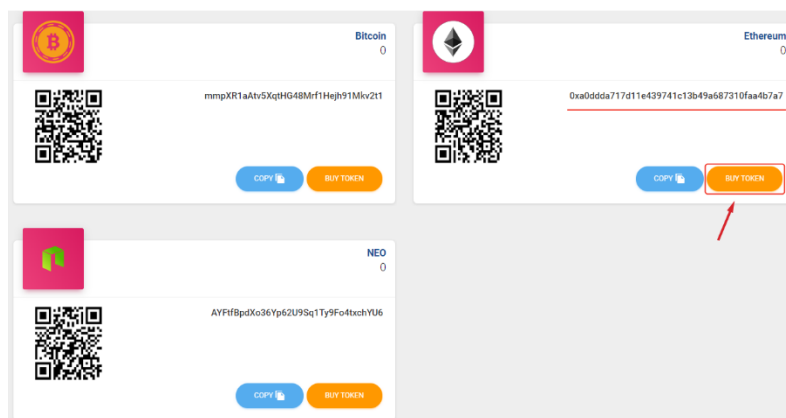 Bitcoin
0
mmpXR1aAtv5XqtHG48Mrf1Hejh91Mkv2t1
COPY
BUY TOKEN
Ethereum
0
0xa0ddda717d11e439741c13b49a687310faa4b7a7
COPY
BUY TOKEN
NEO
0
AYFtfBpdXo36Yp62U9Sq1Ty9Fo4txchYU6
COPY
BUY TOKEN